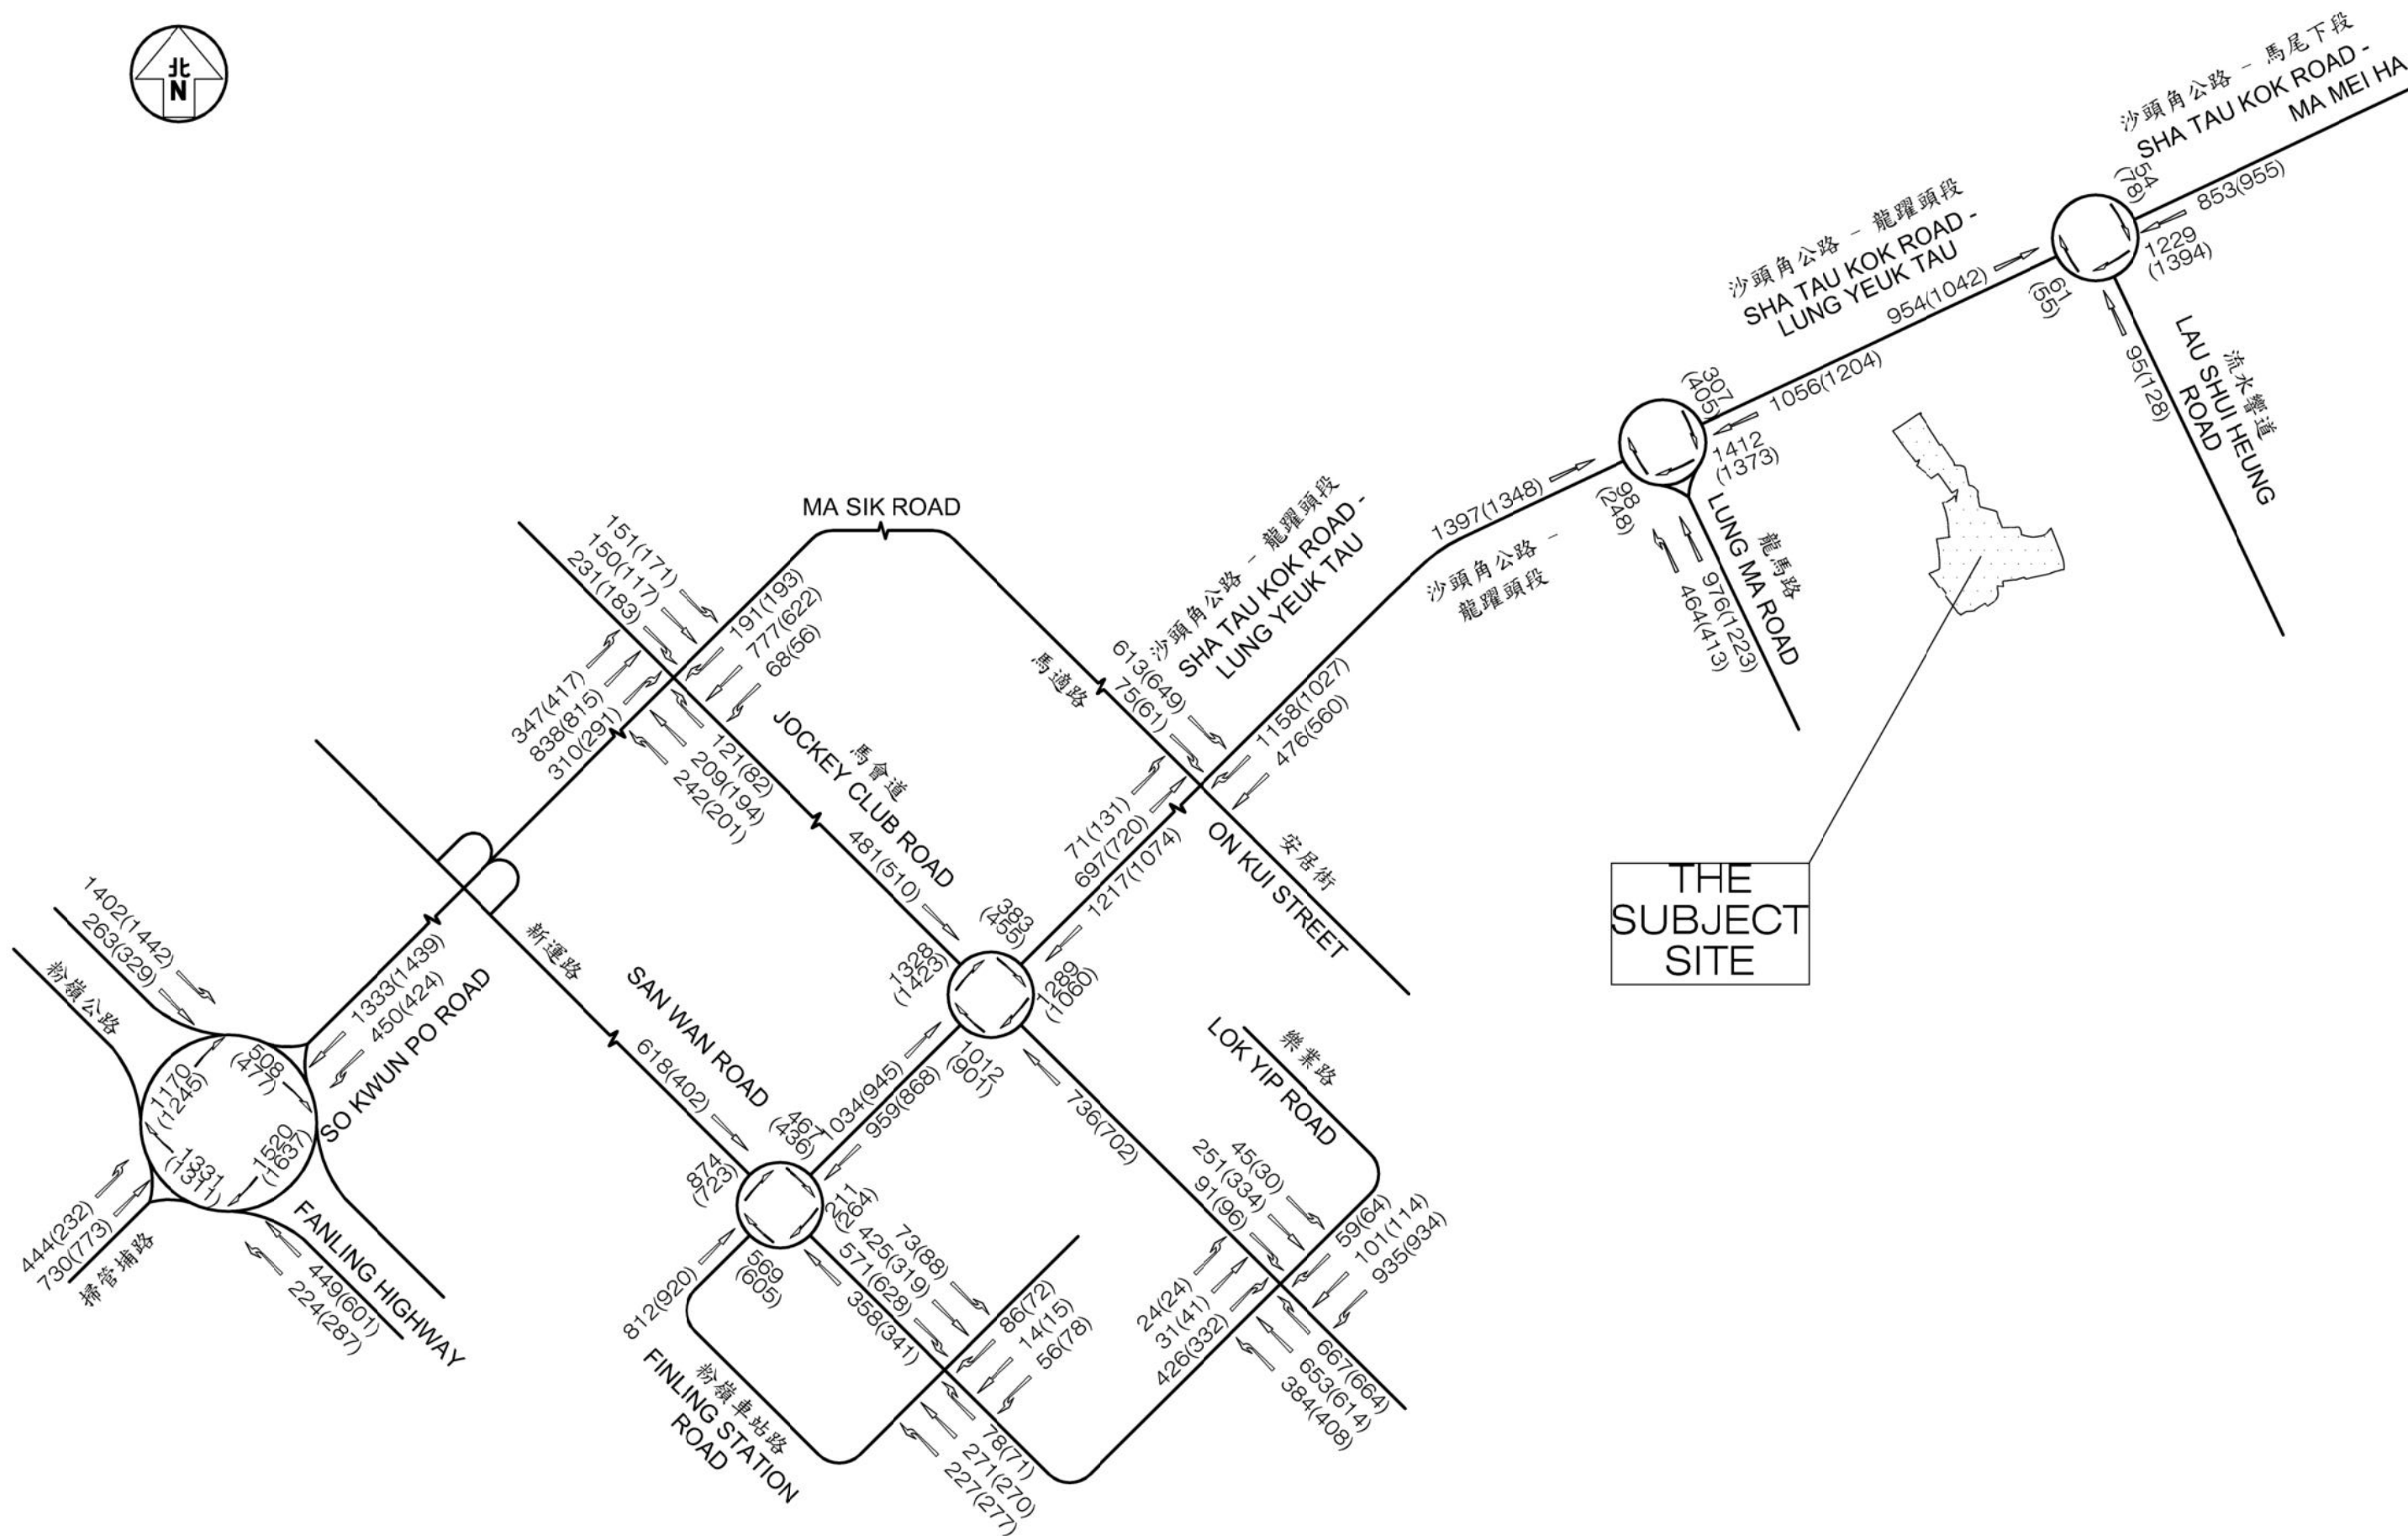 北
N
沙頭角公路 - 馬尾下段
SHA TAU KOK ROAD -
MA MEI HA
54
(78)
853(955)
1229
(1394)
61
(55)
95(128)
流水響道
LAU SHUI HEUNG
ROAD
沙頭角公路 - 龍躍頭段
SHA TAU KOK ROAD -
LUNG YEUK TAU
954(1042)
1056(1204)
307
(405)
1412
(1373)
98
(248)
976(1223)
464(413)
龍馬路
LUNG MA ROAD
1397(1348)
沙頭角公路 -
龍躍頭段
沙頭角公路 - 龍躍頭段
SHA TAU KOK ROAD -
LUNG YEUK TAU
MA SIK ROAD
馬適路
613(649)
75(61)
1158(1027)
476(560)
71(131)
697(720)
1217(1074)
安居街
ON KUI STREET
THE
SUBJECT
SITE
151(171)
150(117)
231(183)
191(193)
777(622)
68(56)
347(417)
838(815)
310(291)
121(82)
209(194)
242(201)
馬會道
JOCKEY CLUB ROAD
481(510)
383
(455)
1328
(1423)
1289
(1060)
1012
(901)
1034(945)
959(868)
736(702)
新運路
SAN WAN ROAD
618(402)
467
(436)
874
(723)
(264)
569
(605)
812(920)
358(341)
571(628)
425(319)
73(88)
86(72)
14(15)
56(78)
78(71)
271(270)
227(277)
粉嶺車站路
FINLING STATION
ROAD
樂業路
LOK YIP ROAD
45(30)
251(334)
91(96)
59(64)
101(114)
935(934)
24(24)
31(41)
426(332)
667(664)
653(614)
384(408)
1402(1442)
263(329)
粉嶺公路
1333(1439)
450(424)
SO KWUN PO ROAD
508
(477)
1170
(1245)
1520
(1637)
1331
(1311)
444(232)
730(773)
掃管埔路
FANLING HIGHWAY
449(601)
224(287)